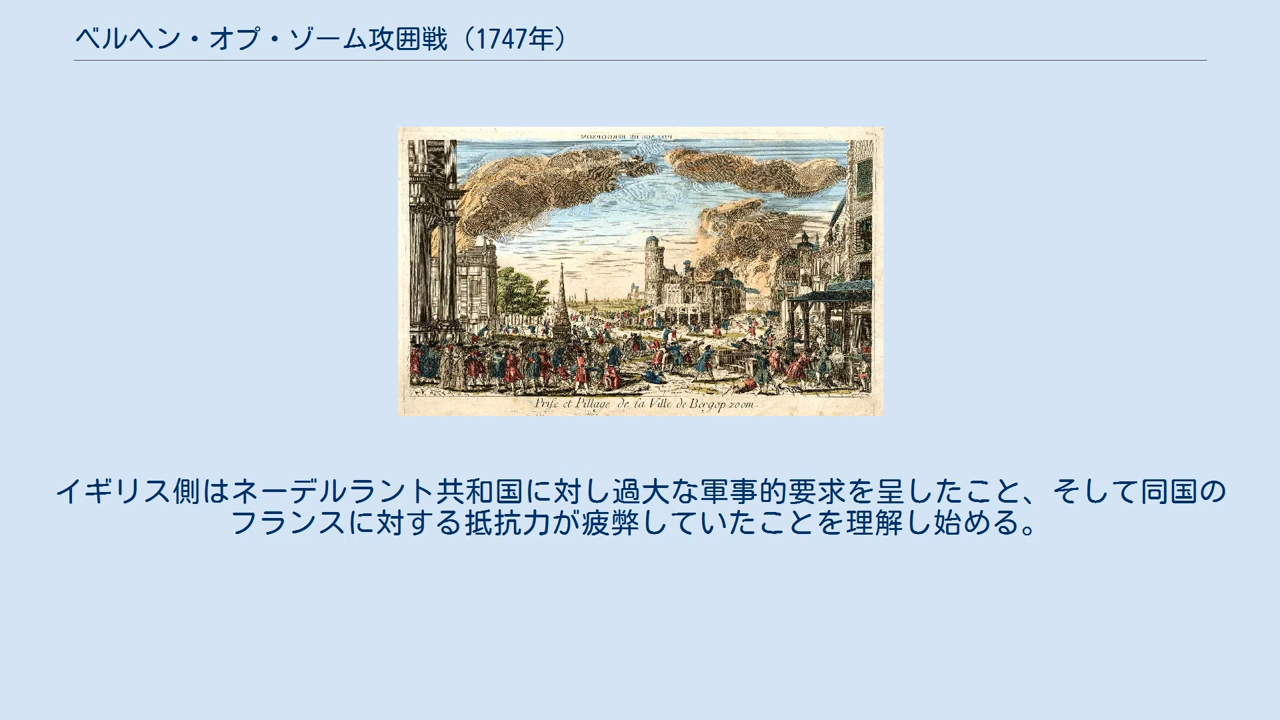 ベルヘン・オプ・ゾーム攻囲戦（1747年）
Prise et Pillage de la Ville de Bergop zoom.
イギリス側はネーデルラント共和国に対し過大な軍事的要求を呈したこと、そして同国の
フランスに対する抵抗力が疲弊していたことを理解し始める。